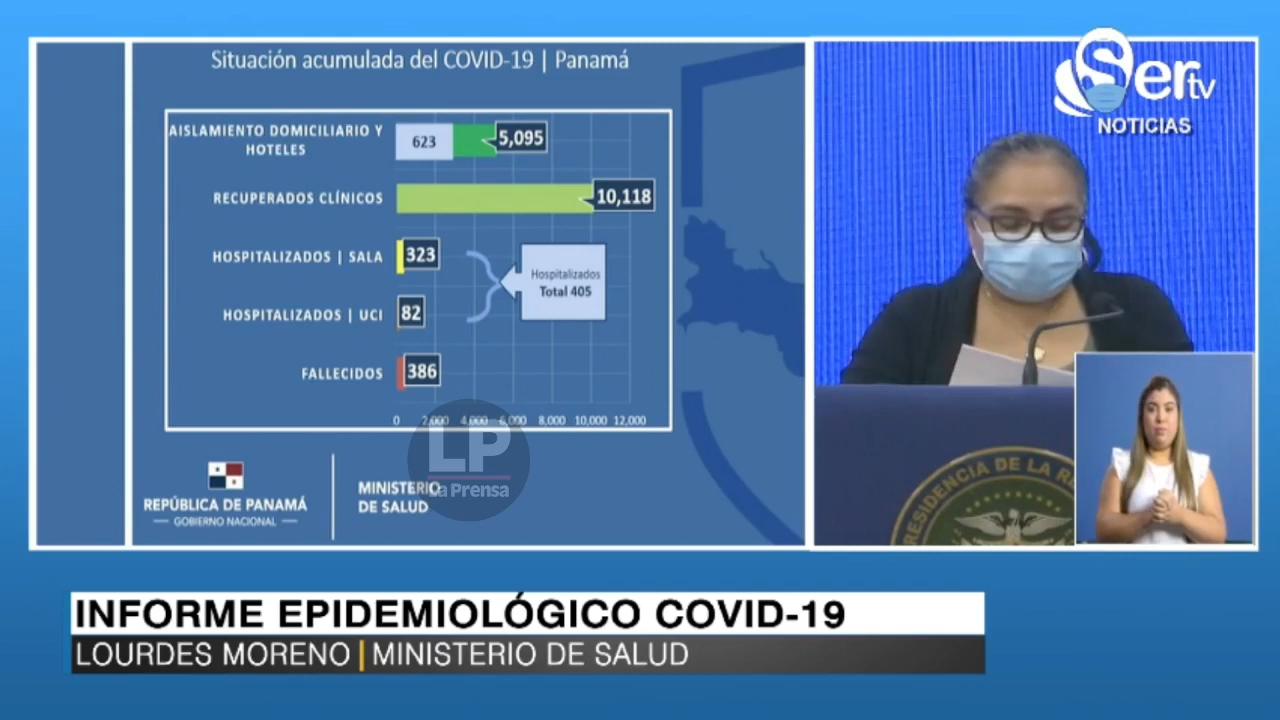 Situación acumulada del COVID-19 | Panamá
AISLAMIENTO DOMICILIARIO Y
HOTELES
623
5,095
RECUPERADOS CLÍNICOS
10,118
HOSPITALIZADOS | SALA
323
HOSPITALIZADOS | UCI
82
Hospitalizados
Total 405
FALLECIDOS
386
0 2,000 4,000 6,000 8,000 10,000 12,000
REPÚBLICA DE PANAMÁ
GOBIERNO NACIONAL
MINISTERIO
DE SALUD
LP
La Prensa
Ser tv
NOTICIAS
RESIDENCIA DE LA R
INFORME EPIDEMIOLÓGICO COVID-19
LOURDES MORENO | MINISTERIO DE SALUD